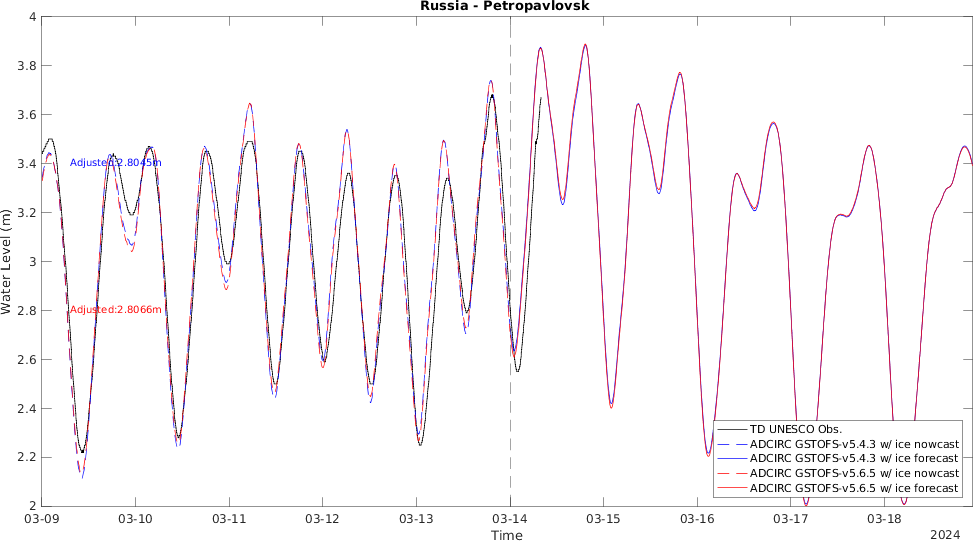 Russia - Petropavlovsk
4
3.8
3.6
3.4
3.2
3
2.8
2.6
2.4
2.2
2
Water Level (m)
Adjusted:2.8045m
Adjusted:2.8066m
TD UNESCO Obs.
ADCIRC GSTOFS-v5.4.3 w/ ice nowcast
ADCIRC GSTOFS-v5.4.3 w/ ice forecast
ADCIRC GSTOFS-v5.6.5 w/ ice nowcast
ADCIRC GSTOFS-v5.6.5 w/ ice forecast
03-09 03-10 03-11 03-12 03-13 03-14 03-15 03-16 03-17 03-18
Time
2024